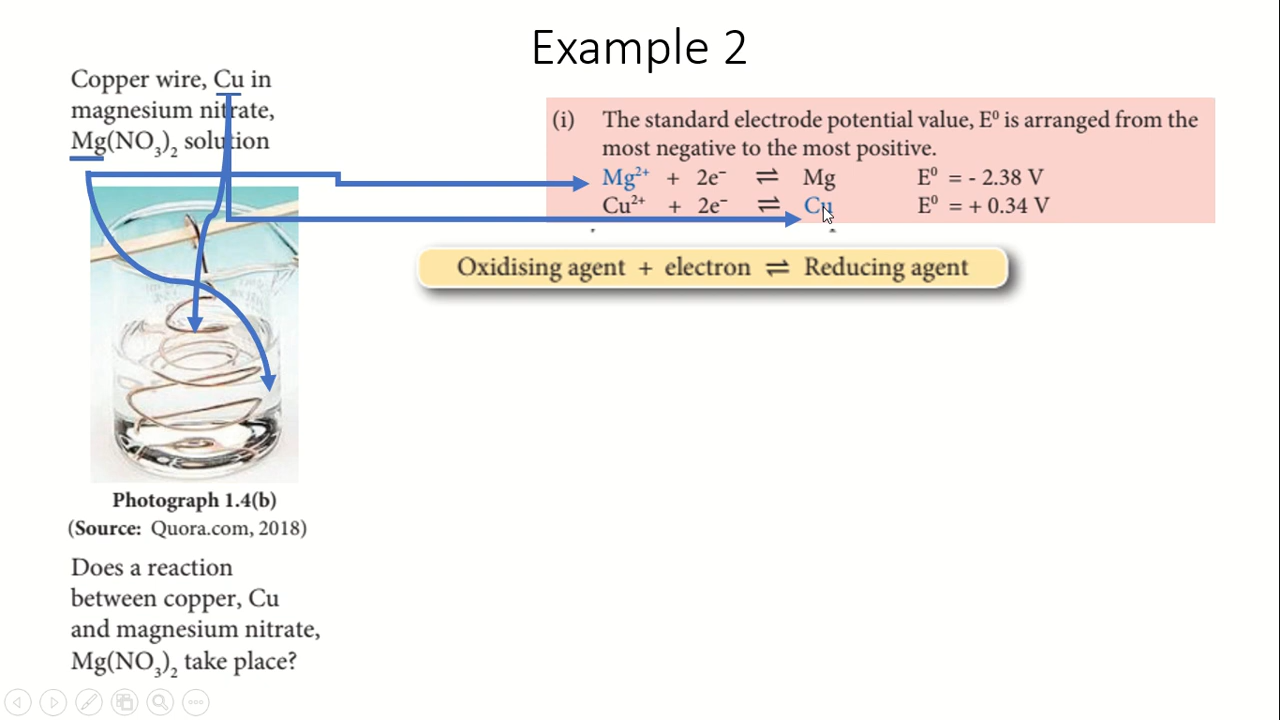 Example 2
Copper wire, Cu in
magnesium nitrate,
Mg(NO₃)₂ solution
(i) The standard electrode potential value, E⁰ is arranged from the
most negative to the most positive.
Mg²⁺ + 2e⁻ ⇌ Mg E⁰ = - 2.38 V
Cu²⁺ + 2e⁻ ⇌ Cu E⁰ = + 0.34 V
Oxidising agent + electron ⇌ Reducing agent
Photograph 1.4(b)
(Source: Quora.com, 2018)
Does a reaction
between copper, Cu
and magnesium nitrate,
Mg(NO₃)₂ take place?